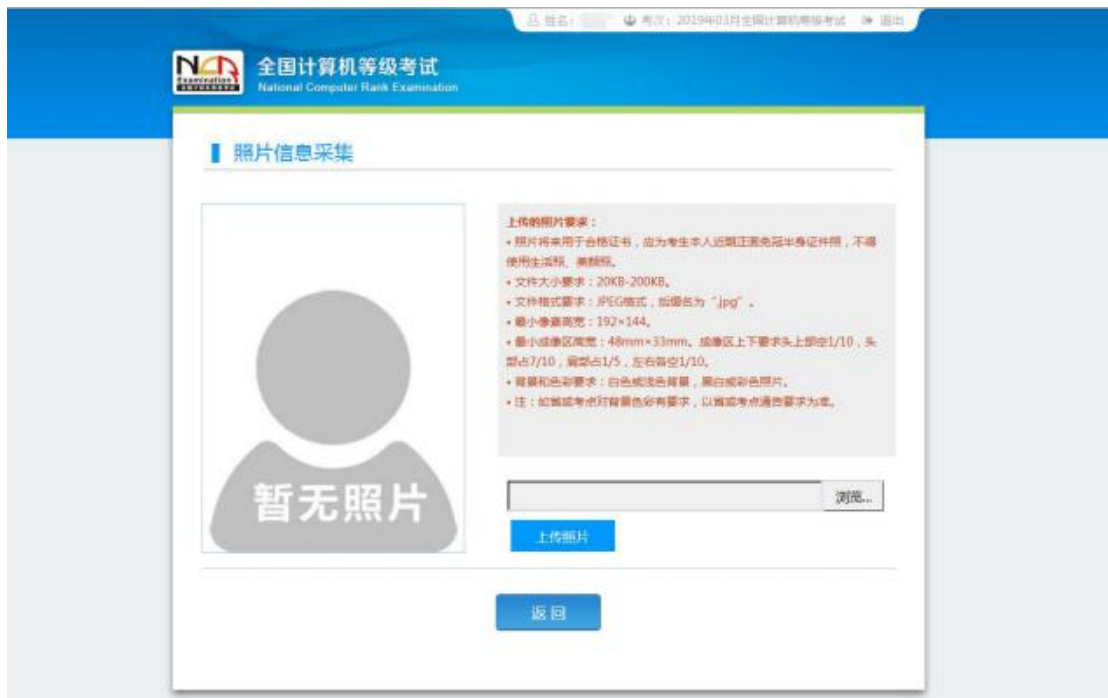 姓名： 考次：2019年03月全国计算机等级考试 退出
NCR
Examination
全国计算机等级考试
National Computer Rank Examination
照片信息采集
上传的照片要求：
• 照片将来用于合格证书，应为考生本人近期正面免冠半身证件照，不得
使用生活照、美颜照。
• 文件大小要求：20KB-200KB。
• 文件格式要求：JPEG格式，后缀名为“.jpg”。
• 最小像素高宽：192×144。
• 最小成像区高宽：48mm×33mm。成像区上下要求头上部空1/10，头
部占7/10，肩部占1/5，左右各空1/10。
• 背景和色彩要求：白色或浅色背景，黑白或彩色照片。
• 注：如省或考点对背景色彩有要求，以省或考点通告要求为准。
暂无照片
浏览...
上传照片
返回